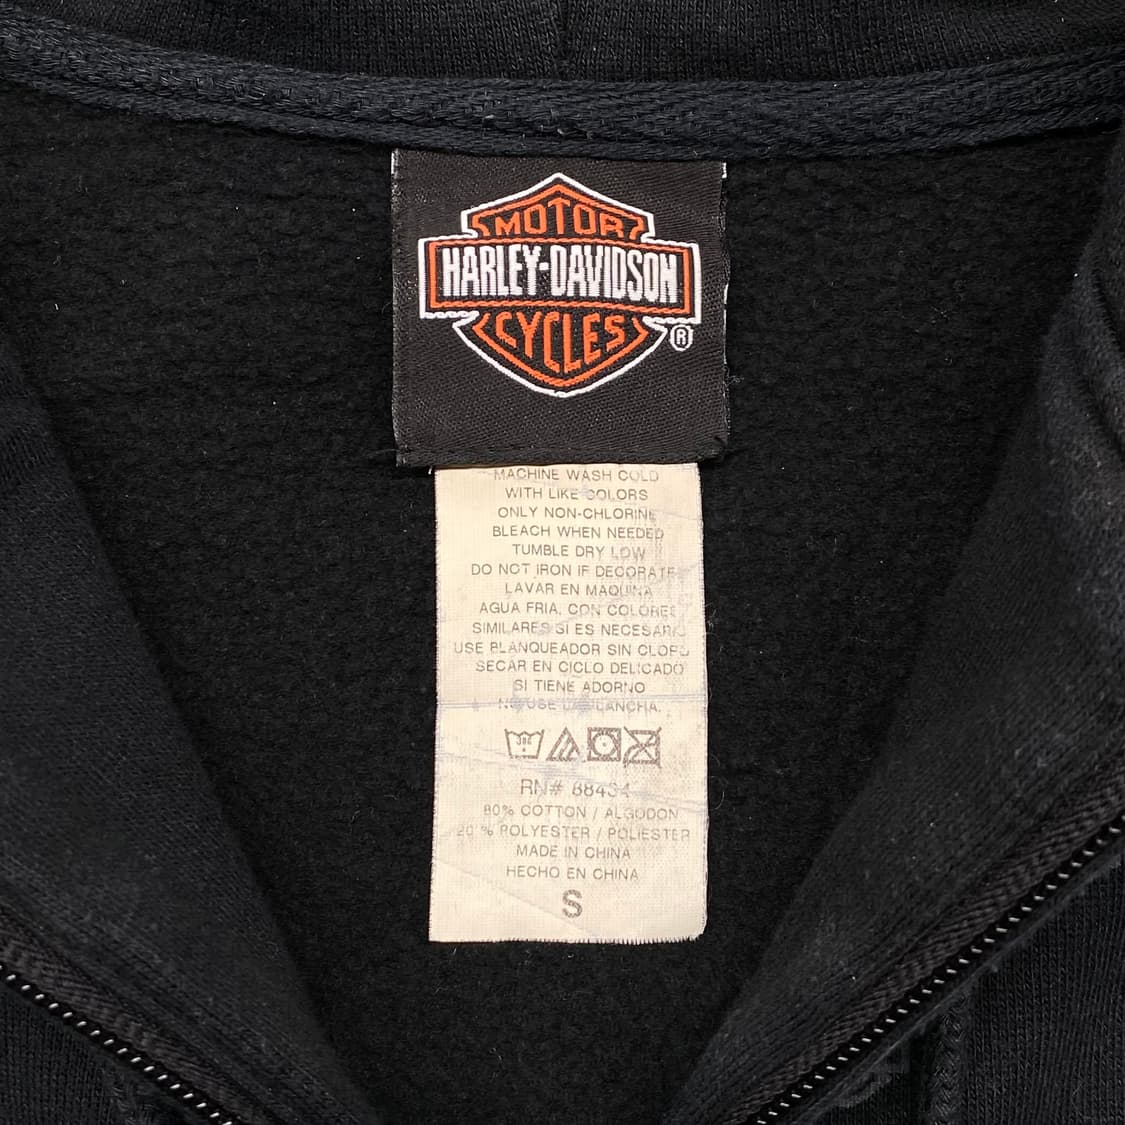 MOTOR
HARLEY-DAVIDSON
CYCLES
®
MACHINE WASH COLD
WITH LIKE COLORS
ONLY NON-CHLORINE
BLEACH WHEN NEEDED
TUMBLE DRY LOW
DO NOT IRON IF DECORATE
LAVAR EN MAQUINA
AGUA FRIA, CON COLORES
SIMILARES SI ES NECESARI
USE BLANQUEADOR SIN CLORO
SECAR EN CICLO DELICADO
SI TIENE ADORNO
NO USE LA PLANCHA.
RN# 88434
80% COTTON / ALGODON
20 % POLYESTER / POLIESTER
MADE IN CHINA
HECHO EN CHINA
S